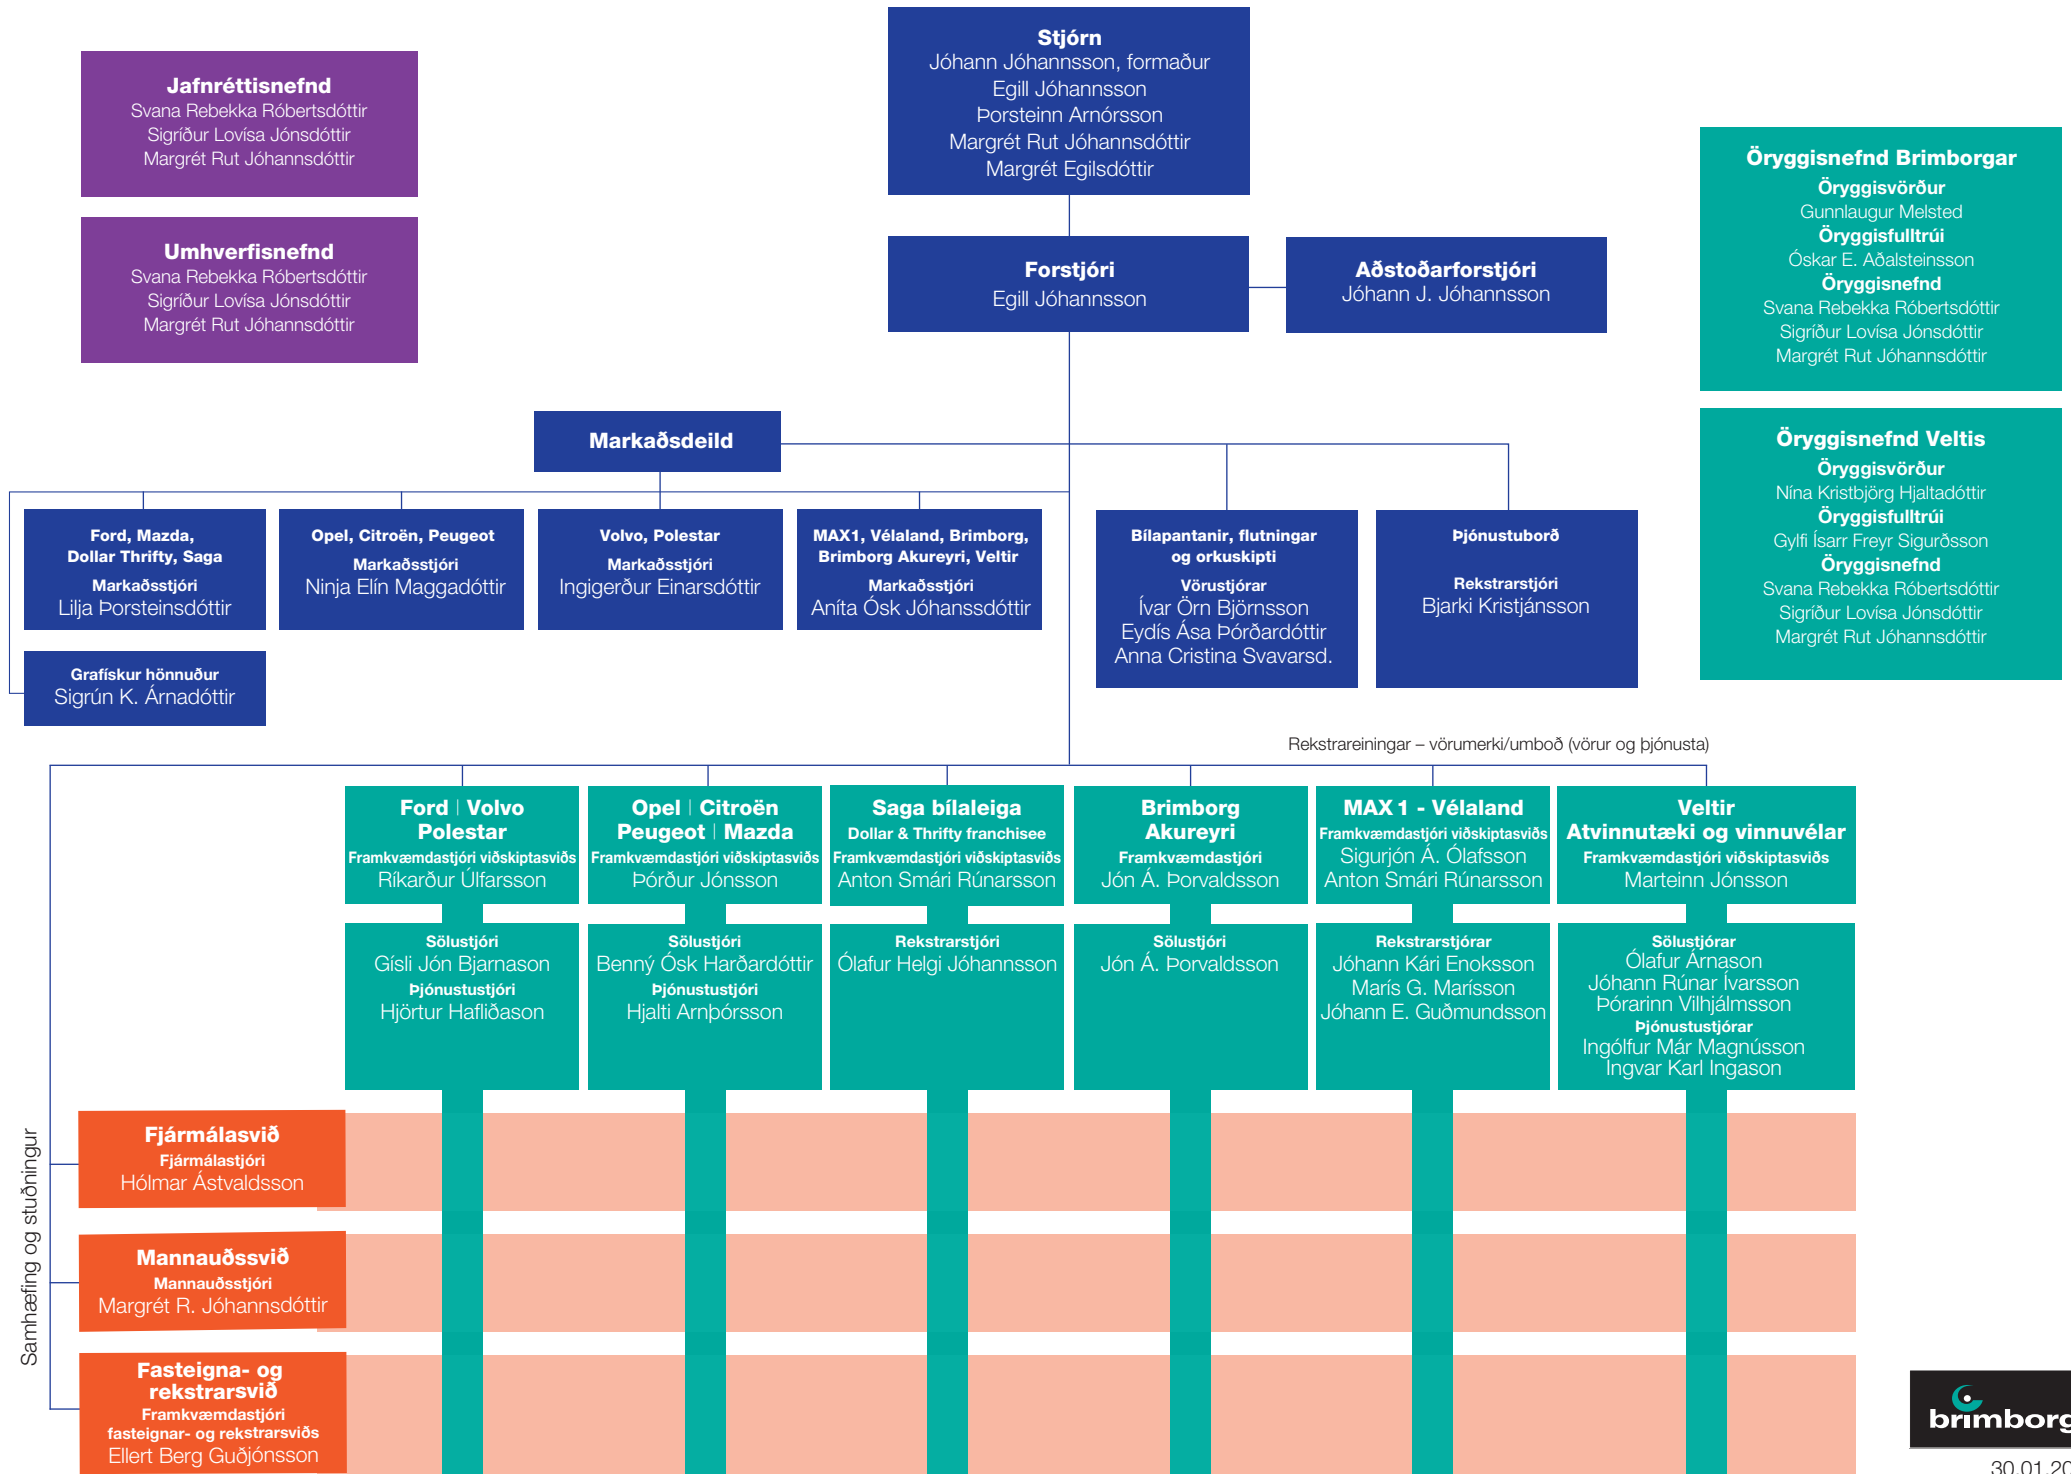 Stjórn
Jóhann Jóhannsson, formaður
Egill Jóhannsson
Þorsteinn Arnórsson
Margrét Rut Jóhannsdóttir
Margrét Egilsdóttir
Jafnréttisnefnd
Svana Rebekka Róbertsdóttir
Sigríður Lovísa Jónsdóttir
Margrét Rut Jóhannsdóttir
Umhverfisnefnd
Svana Rebekka Róbertsdóttir
Sigríður Lovísa Jónsdóttir
Margrét Rut Jóhannsdóttir
Forstjóri
Egill Jóhannsson
Aðstoðarforstjóri
Jóhann J. Jóhannsson
Öryggisnefnd Brimborgar
Öryggisvörður
Gunnlaugur Melsted
Öryggisfulltrúi
Óskar E. Aðalsteinsson
Öryggisnefnd
Svana Rebekka Róbertsdóttir
Sigríður Lovísa Jónsdóttir
Margrét Rut Jóhannsdóttir
Öryggisnefnd Veltis
Öryggisvörður
Nína Kristbjörg Hjaltadóttir
Öryggisfulltrúi
Gylfi Ísarr Freyr Sigurðsson
Öryggisnefnd
Svana Rebekka Róbertsdóttir
Sigríður Lovísa Jónsdóttir
Margrét Rut Jóhannsdóttir
Markaðsdeild
Ford, Mazda,
Dollar Thrifty, Saga
Markaðsstjóri
Lilja Þorsteinsdóttir
Opel, Citroën, Peugeot
Markaðsstjóri
Ninja Elín Maggadóttir
Volvo, Polestar
Markaðsstjóri
Ingigerður Einarsdóttir
MAX1, Vélaland, Brimborg,
Brimborg Akureyri, Veltir
Markaðsstjóri
Aníta Ósk Jóhanssdóttir
Bílapantanir, flutningar
og orkuskipti
Vörustjórar
Ívar Örn Björnsson
Eydís Ása Þórðardóttir
Anna Cristina Svavarsd.
Þjónustuborð
Rekstrarstjóri
Bjarki Kristjánsson
Grafískur hönnuður
Sigrún K. Árnadóttir
Rekstrareiningar – vörumerki/umboð (vörur og þjónusta)
Ford | Volvo
Polestar
Framkvæmdastjóri viðskiptasviðs
Ríkarður Úlfarsson
Sölustjóri
Gísli Jón Bjarnason
Þjónustustjóri
Hjörtur Hafliðason
Opel | Citroën
Peugeot | Mazda
Framkvæmdastjóri viðskiptasviðs
Þórður Jónsson
Sölustjóri
Benný Ósk Harðardóttir
Þjónustustjóri
Hjalti Arnþórsson
Saga bílaleiga
Dollar & Thrifty franchisee
Framkvæmdastjóri viðskiptasviðs
Anton Smári Rúnarsson
Rekstrarstjóri
Ólafur Helgi Jóhannsson
Brimborg
Akureyri
Framkvæmdastjóri
Jón Á. Þorvaldsson
Sölustjóri
Jón Á. Þorvaldsson
MAX 1 - Vélaland
Framkvæmdastjóri viðskiptasviðs
Sigurjón Á. Ólafsson
Anton Smári Rúnarsson
Rekstrarstjórar
Jóhann Kári Enoksson
Marís G. Marísson
Jóhann E. Guðmundsson
Veltir
Atvinnutæki og vinnuvélar
Framkvæmdastjóri viðskiptasviðs
Marteinn Jónsson
Sölustjórar
Ólafur Árnason
Jóhann Rúnar Ívarsson
Þórarinn Vilhjálmsson
Þjónustustjórar
Ingólfur Már Magnússon
Ingvar Karl Ingason
Samhæfing og stuðningur
Fjármálasvið
Fjármálastjóri
Hólmar Ástvaldsson
Mannauðssvið
Mannauðsstjóri
Margrét R. Jóhannsdóttir
Fasteigna- og
rekstrarsvið
Framkvæmdastjóri
fasteignar- og rekstrarsviðs
Ellert Berg Guðjónsson
brimborg
30.01.20